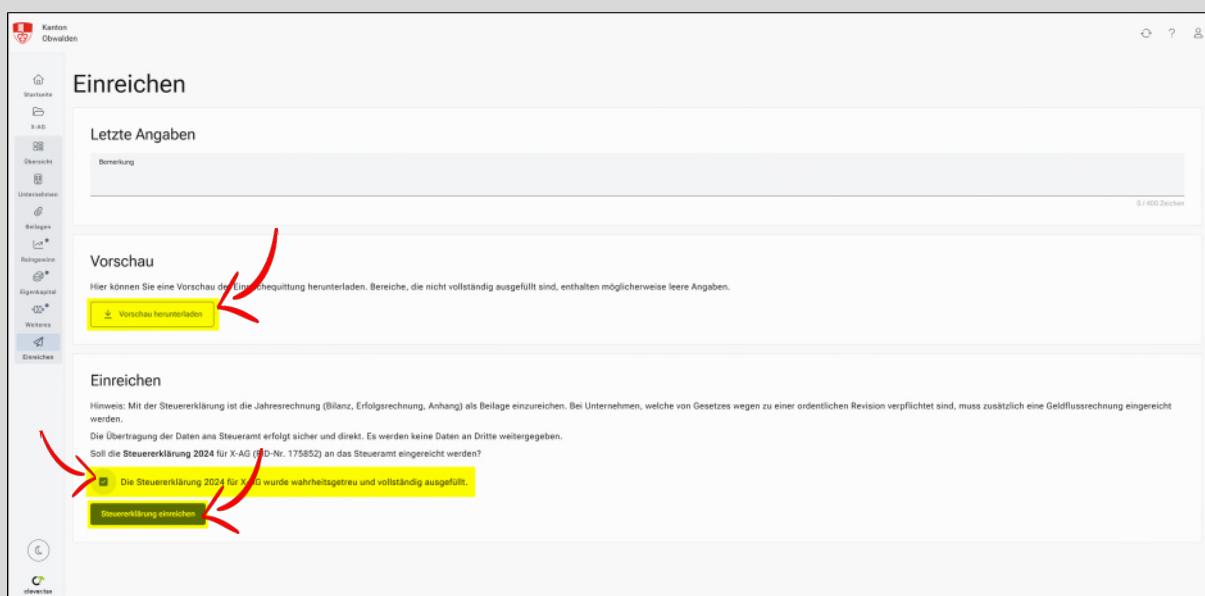 Kanton
Obwalden
?
Startseite
X-AG
Übersicht
Unternehmen
Beilagen
Reingewinn
Eigenkapital
Weiteres
Einreichen
Einreichen
Letzte Angaben
Bemerkung
0 / 400 Zeichen
Vorschau
Hier können Sie eine Vorschau der Einreichequittung herunterladen. Bereiche, die nicht vollständig ausgefüllt sind, enthalten möglicherweise leere Angaben.
Vorschau herunterladen
Einreichen
Hinweis: Mit der Steuererklärung ist die Jahresrechnung (Bilanz, Erfolgsrechnung, Anhang) als Beilage einzureichen. Bei Unternehmen, welche von Gesetzes wegen zu einer ordentlichen Revision verpflichtet sind, muss zusätzlich eine Geldflussrechnung eingereicht
werden.
Die Übertragung der Daten ans Steueramt erfolgt sicher und direkt. Es werden keine Daten an Dritte weitergegeben.
Soll die Steuererklärung 2024 für X-AG (PID-Nr. 175852) an das Steueramt eingereicht werden?
Die Steuererklärung 2024 für X-AG wurde wahrheitsgetreu und vollständig ausgefüllt.
Steuererklärung einreichen
clevertax